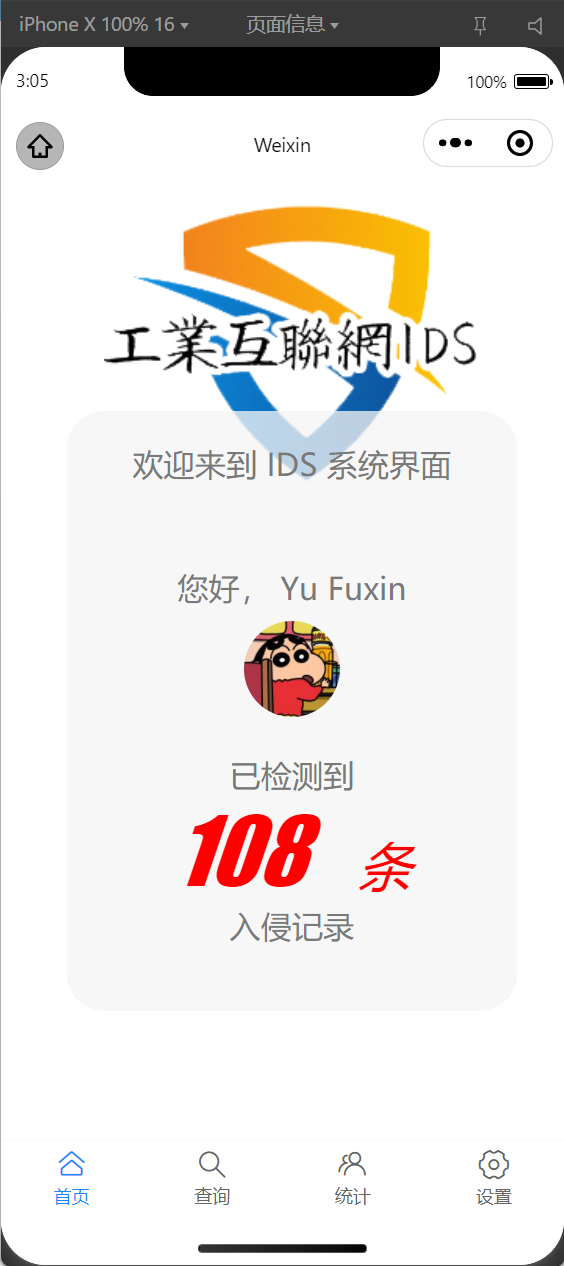 iPhone X 100% 16 页面信息
3:05 100%
Weixin
工業互聯網IDS
欢迎来到 IDS 系统界面
您好， Yu Fuxin
已检测到
108 条
入侵记录
首页 查询 统计 设置